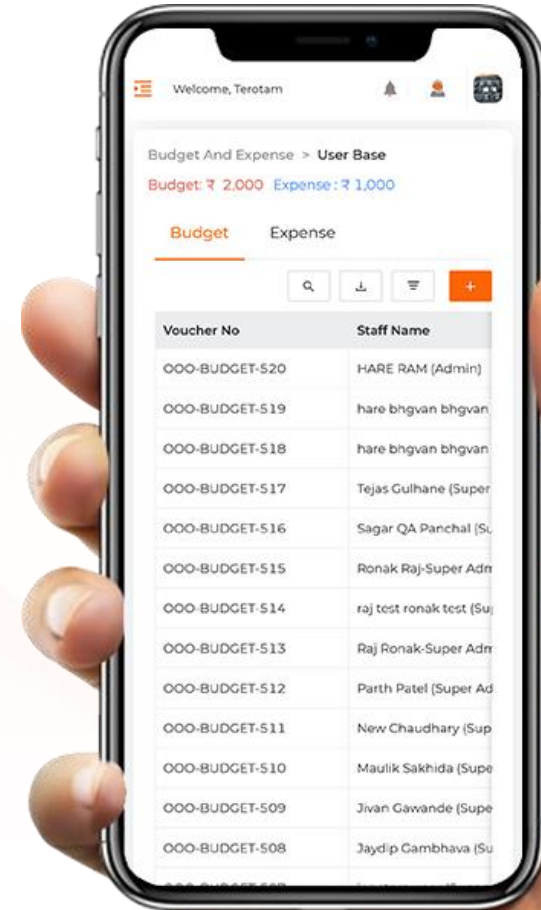 Welcome, Terotam
Budget And Expense > User Base
Budget: ₹ 2,000 Expense : ₹ 1,000
Budget Expense
Voucher No Staff Name
OOO-BUDGET-520 HARE RAM (Admin)
OOO-BUDGET-519 hare bhgvan bhgvan
OOO-BUDGET-518 hare bhgvan bhgvan
OOO-BUDGET-517 Tejas Gulhane (Super
OOO-BUDGET-516 Sagar QA Panchal (Su
OOO-BUDGET-515 Ronak Raj-Super Adm
OOO-BUDGET-514 raj test ronak test (Su
OOO-BUDGET-513 Raj Ronak-Super Adm
OOO-BUDGET-512 Parth Patel (Super Ad
OOO-BUDGET-511 New Chaudhary (Sup
OOO-BUDGET-510 Maulik Sakhida (Supe
OOO-BUDGET-509 Jivan Gawande (Supe
OOO-BUDGET-508 Jaydip Gambhava (Su